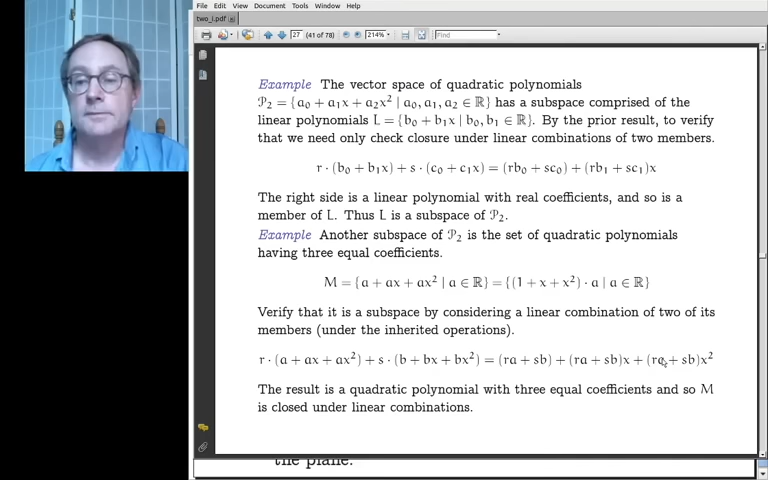 File Edit View Document Tools Window Help
two_i.pdf
27 (41 of 78) 214% Find
Example The vector space of quadratic polynomials
𝒫₂ = {a₀ + a₁x + a₂x² | a₀, a₁, a₂ ∈ ℝ} has a subspace comprised of the
linear polynomials L = {b₀ + b₁x | b₀, b₁ ∈ ℝ}. By the prior result, to verify
that we need only check closure under linear combinations of two members.
r · (b₀ + b₁x) + s · (c₀ + c₁x) = (rb₀ + sc₀) + (rb₁ + sc₁)x
The right side is a linear polynomial with real coefficients, and so is a
member of L. Thus L is a subspace of 𝒫₂.
Example Another subspace of 𝒫₂ is the set of quadratic polynomials
having three equal coefficients.
M = {a + ax + ax² | a ∈ ℝ} = {(1 + x + x²) · a | a ∈ ℝ}
Verify that it is a subspace by considering a linear combination of two of its
members (under the inherited operations).
r · (a + ax + ax²) + s · (b + bx + bx²) = (ra + sb) + (ra + sb)x + (ra + sb)x²
The result is a quadratic polynomial with three equal coefficients and so M
is closed under linear combinations.
the plane.